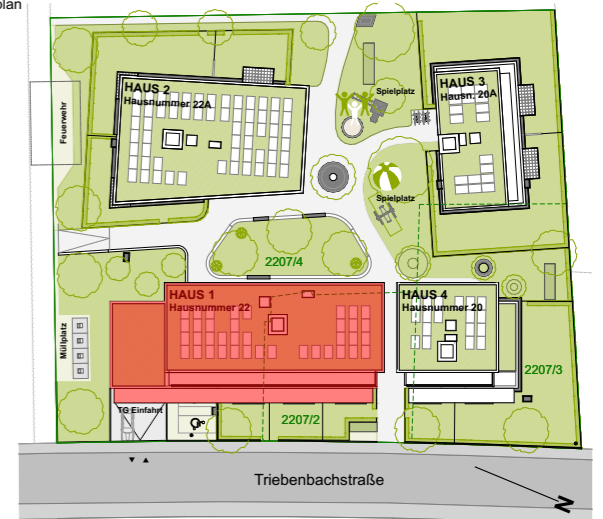 plan
HAUS 2
Hausnummer 22A
HAUS 3
Hausn. 20A
Spielplatz
Feuerwehr
Spielplatz
2207/4
HAUS 1
Hausnummer 22
HAUS 4
Hausnummer 20
Müllplatz
2207/3
TG Einfahrt
2207/2
Triebenbachstraße
N